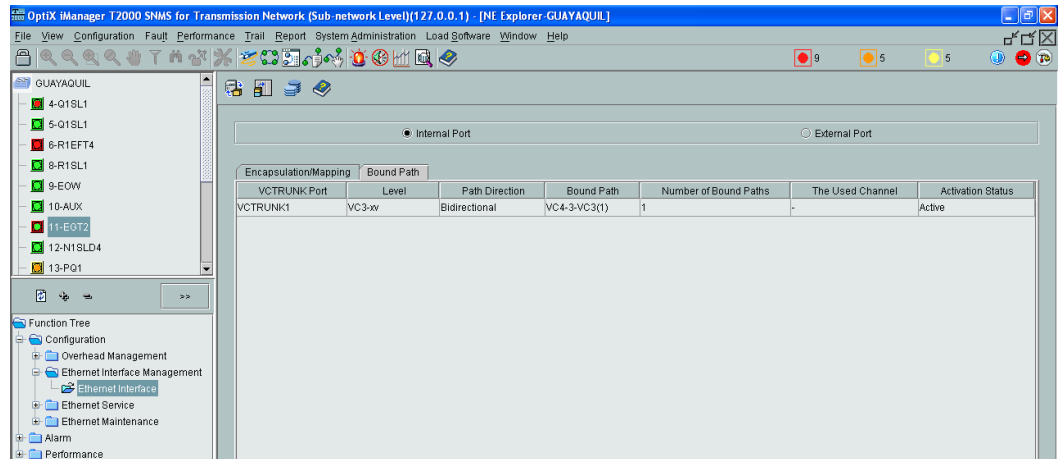 OptiX iManager T2000 SNMS for Transmission Network (Sub-network Level)(127.0.0.1) - [NE Explorer-GUAYAQUIL]
File View Configuration Fault Performance Trail Report System Administration Load Software Window Help
9 5 5
GUAYAQUIL
4-Q1SL1
5-Q1SL1
6-R1EFT4
8-R1SL1
9-EOW
10-AUX
11-EGT2
12-N1SLD4
13-PQ1
>>
Function Tree
Configuration
Overhead Management
Ethernet Interface Management
Ethernet Interface
Ethernet Service
Ethernet Maintenance
Alarm
Performance
Internal Port External Port
Encapsulation/Mapping Bound Path
VCTRUNK Port Level Path Direction Bound Path Number of Bound Paths The Used Channel Activation Status
VCTRUNK1 VC3-xv Bidirectional VC4-3-VC3(1) 1 - Active